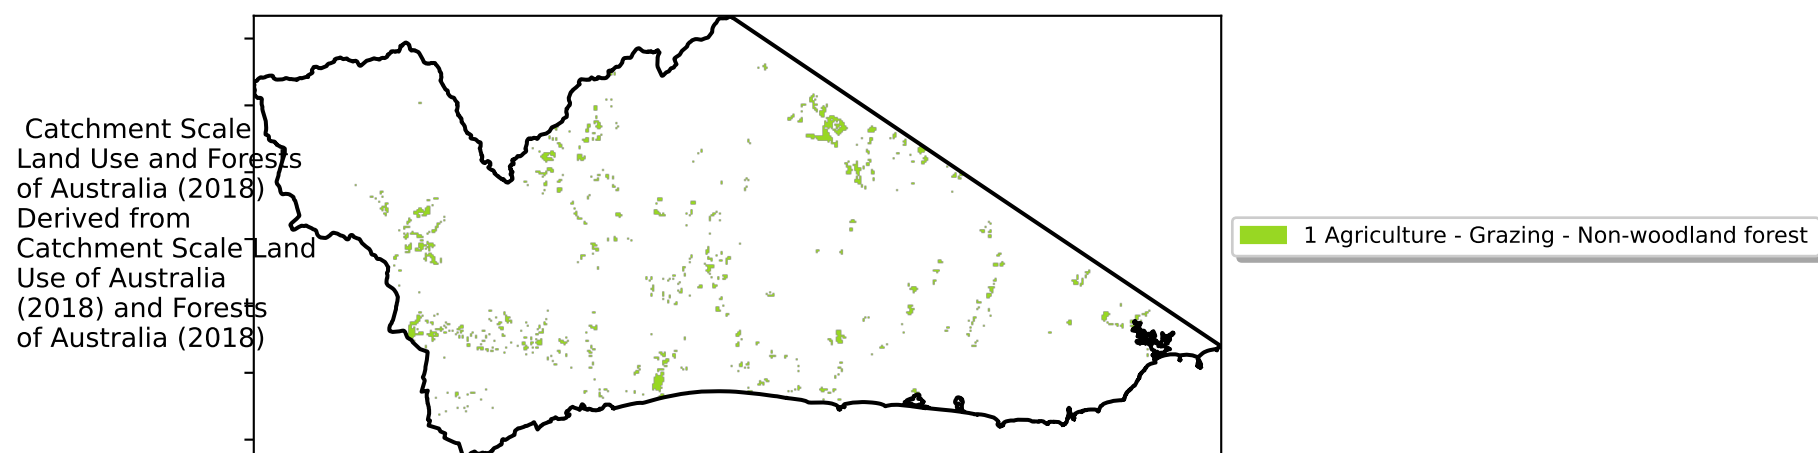 Catchment Scale
Land Use and Forests
of Australia (2018)
Derived from
Catchment Scale Land
Use of Australia
(2018) and Forests
of Australia (2018)
1 Agriculture - Grazing - Non-woodland forest